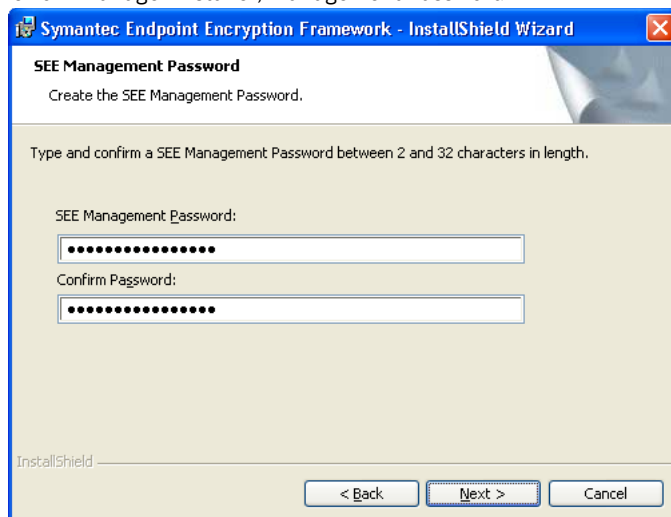 Symantec Endpoint Encryption Framework - InstallShield Wizard
SEE Management Password
Create the SEE Management Password.
Type and confirm a SEE Management Password between 2 and 32 characters in length.
SEE Management Password:
••••••••••••••••
Confirm Password:
••••••••••••••••
InstallShield
< Back Next > Cancel